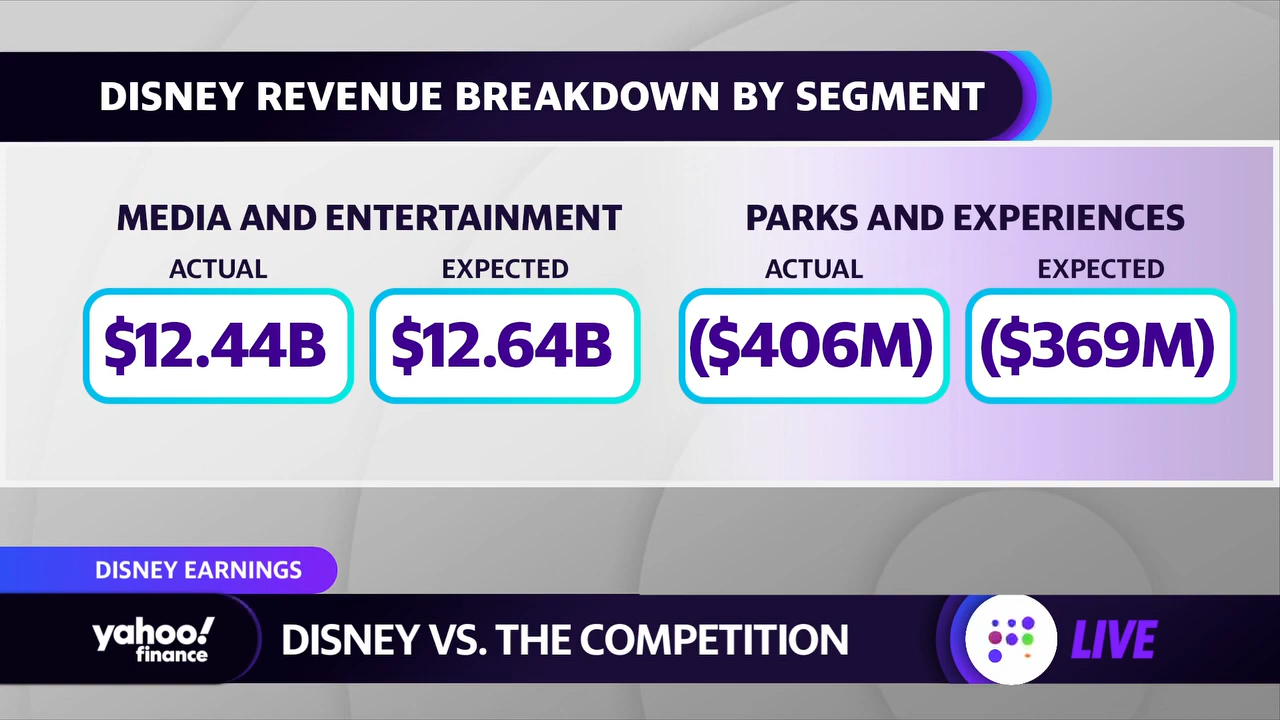 DISNEY REVENUE BREAKDOWN BY SEGMENT
MEDIA AND ENTERTAINMENT
ACTUAL EXPECTED
$12.44B $12.64B
PARKS AND EXPERIENCES
ACTUAL EXPECTED
($406M) ($369M)
DISNEY EARNINGS
yahoo!
finance
DISNEY VS. THE COMPETITION
LIVE